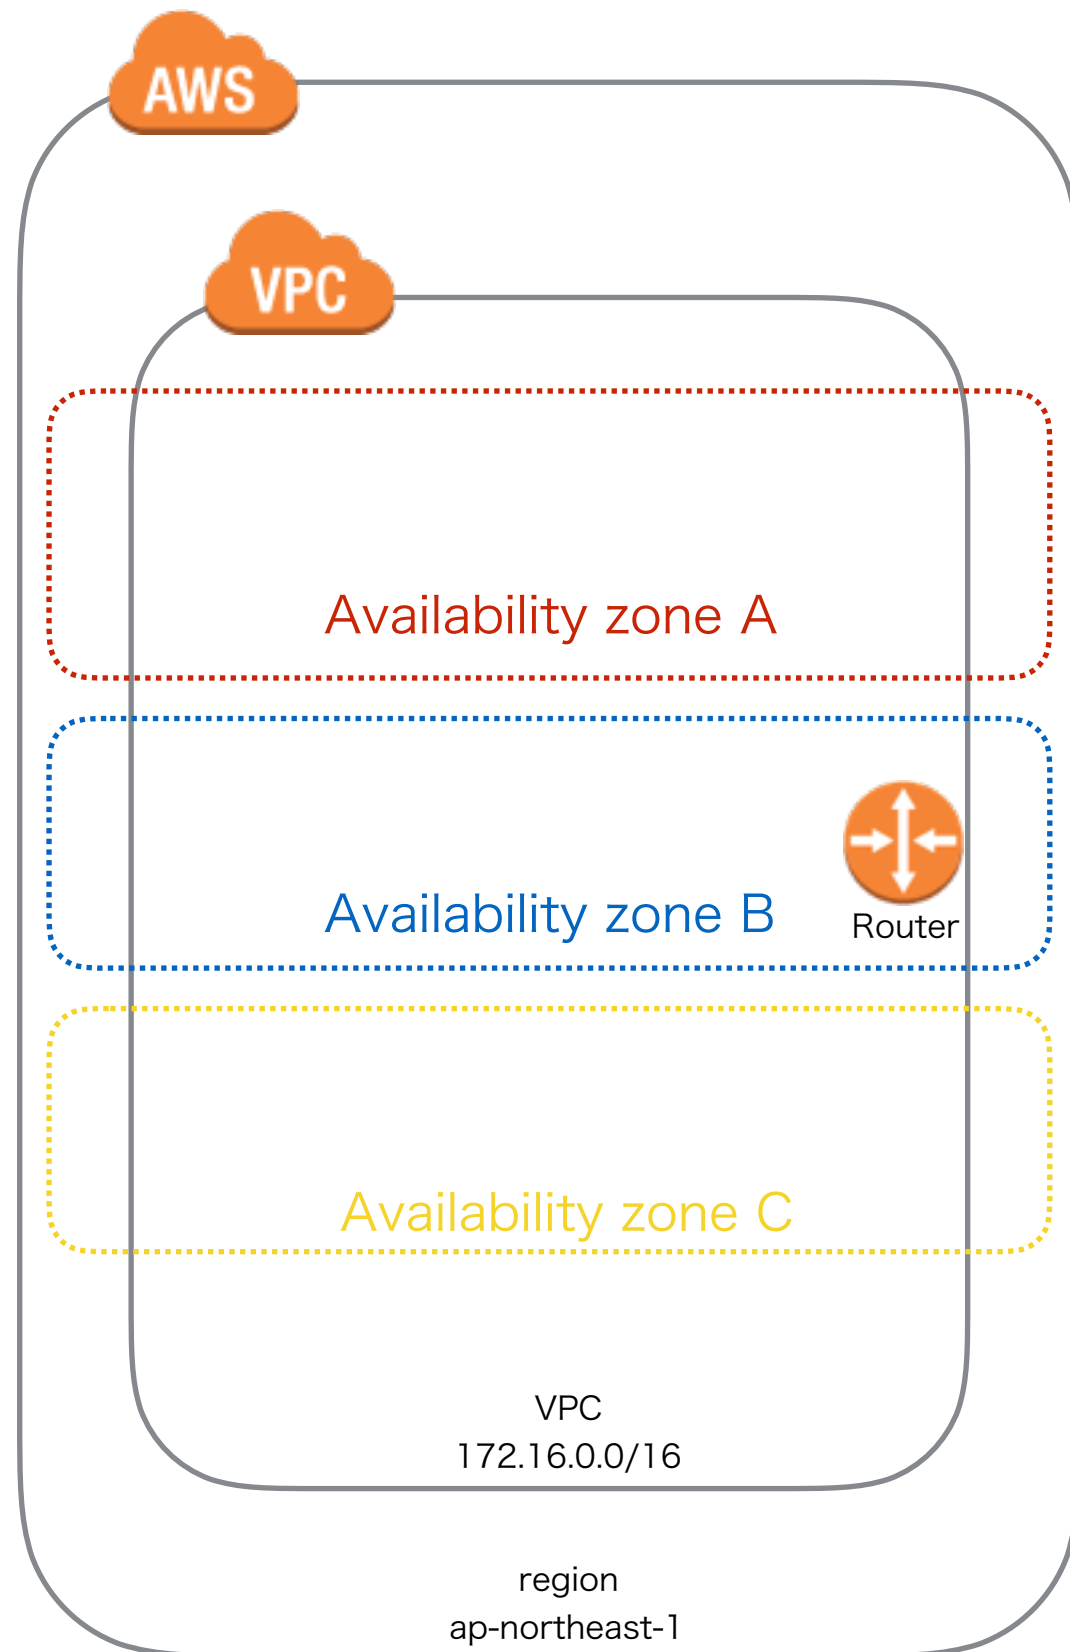 AWS
VPC
Availability zone A
Availability zone B
Router
Availability zone C
VPC
172.16.0.0/16
region
ap-northeast-1